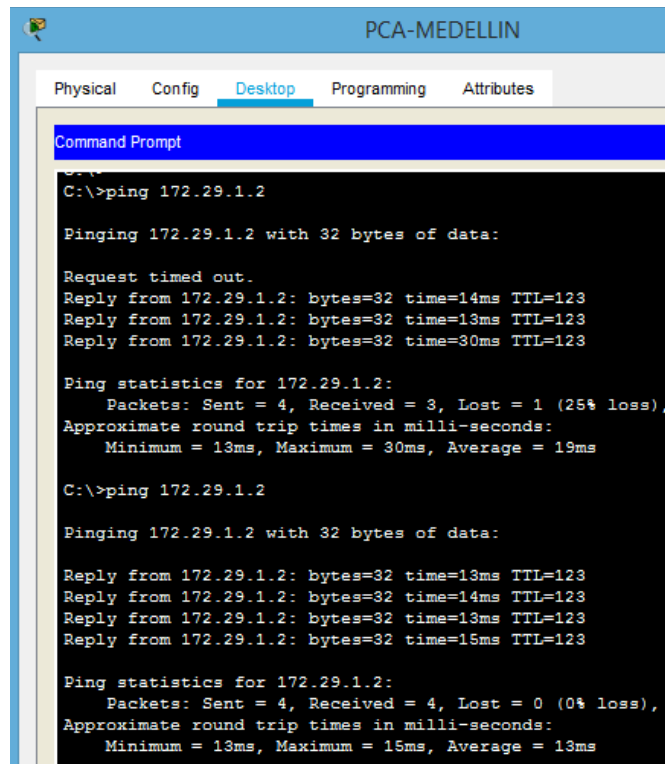 PCA-MEDELLIN
Physical Config Desktop Programming Attributes
Command Prompt
C:\>ping 172.29.1.2
Pinging 172.29.1.2 with 32 bytes of data:
Request timed out.
Reply from 172.29.1.2: bytes=32 time=14ms TTL=123
Reply from 172.29.1.2: bytes=32 time=13ms TTL=123
Reply from 172.29.1.2: bytes=32 time=30ms TTL=123
Ping statistics for 172.29.1.2:
Packets: Sent = 4, Received = 3, Lost = 1 (25% loss),
Approximate round trip times in milli-seconds:
Minimum = 13ms, Maximum = 30ms, Average = 19ms
C:\>ping 172.29.1.2
Pinging 172.29.1.2 with 32 bytes of data:
Reply from 172.29.1.2: bytes=32 time=13ms TTL=123
Reply from 172.29.1.2: bytes=32 time=14ms TTL=123
Reply from 172.29.1.2: bytes=32 time=13ms TTL=123
Reply from 172.29.1.2: bytes=32 time=15ms TTL=123
Ping statistics for 172.29.1.2:
Packets: Sent = 4, Received = 4, Lost = 0 (0% loss),
Approximate round trip times in milli-seconds:
Minimum = 13ms, Maximum = 15ms, Average = 13ms